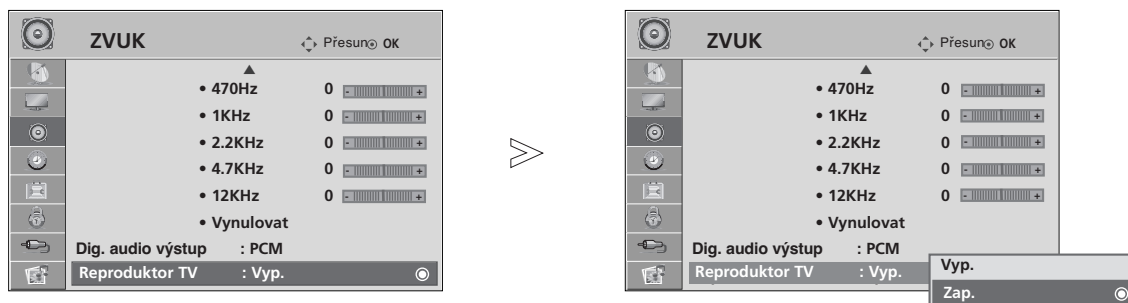 ZVUK Přesun OK
• 470Hz 0 - +
• 1KHz 0 - +
• 2.2KHz 0 - +
• 4.7KHz 0 - +
• 12KHz 0 - +
• Vynulovat
Dig. audio výstup : PCM
Reproduktor TV : Vyp.
ZVUK Přesun OK
• 470Hz 0 - +
• 1KHz 0 - +
• 2.2KHz 0 - +
• 4.7KHz 0 - +
• 12KHz 0 - +
• Vynulovat
Dig. audio výstup : PCM
Reproduktor TV : Vyp.
Vyp.
Zap.